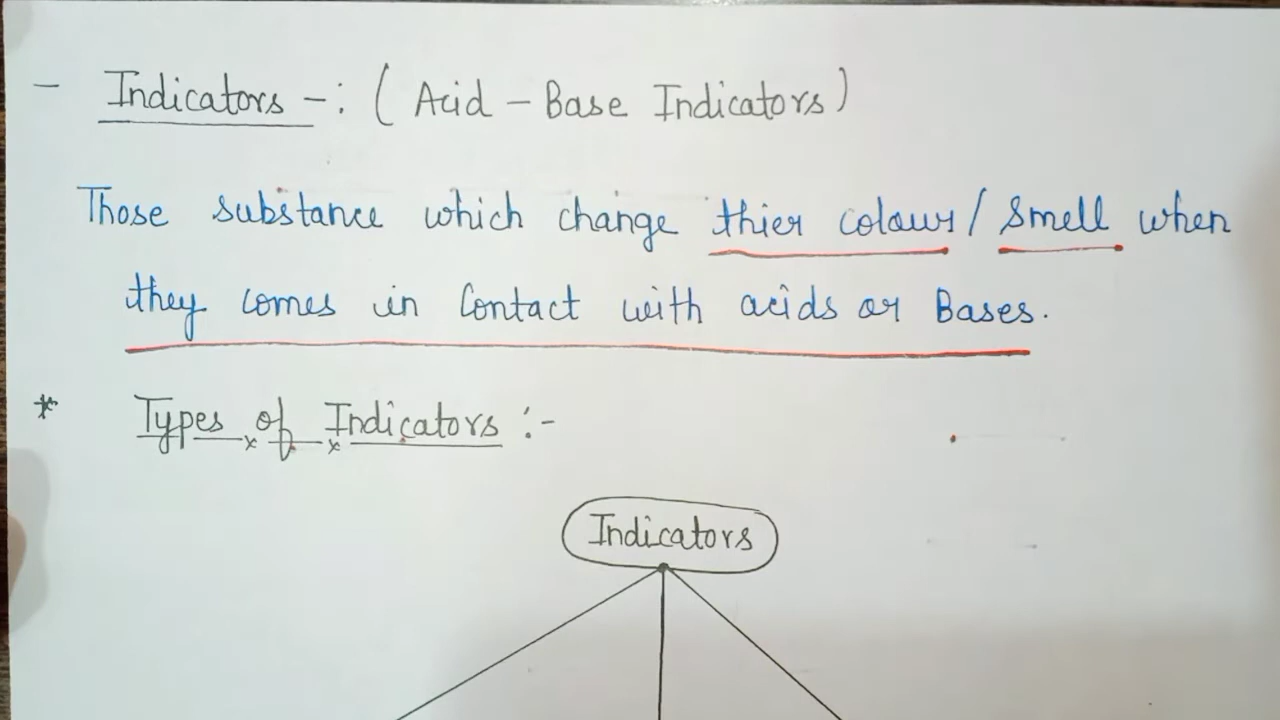 - Indicators -: ( Acid - Base Indicators )
Those substance which change thier colour / Smell when
they comes in Contact with acids or Bases.
* Types of Indicators :-
Indicators